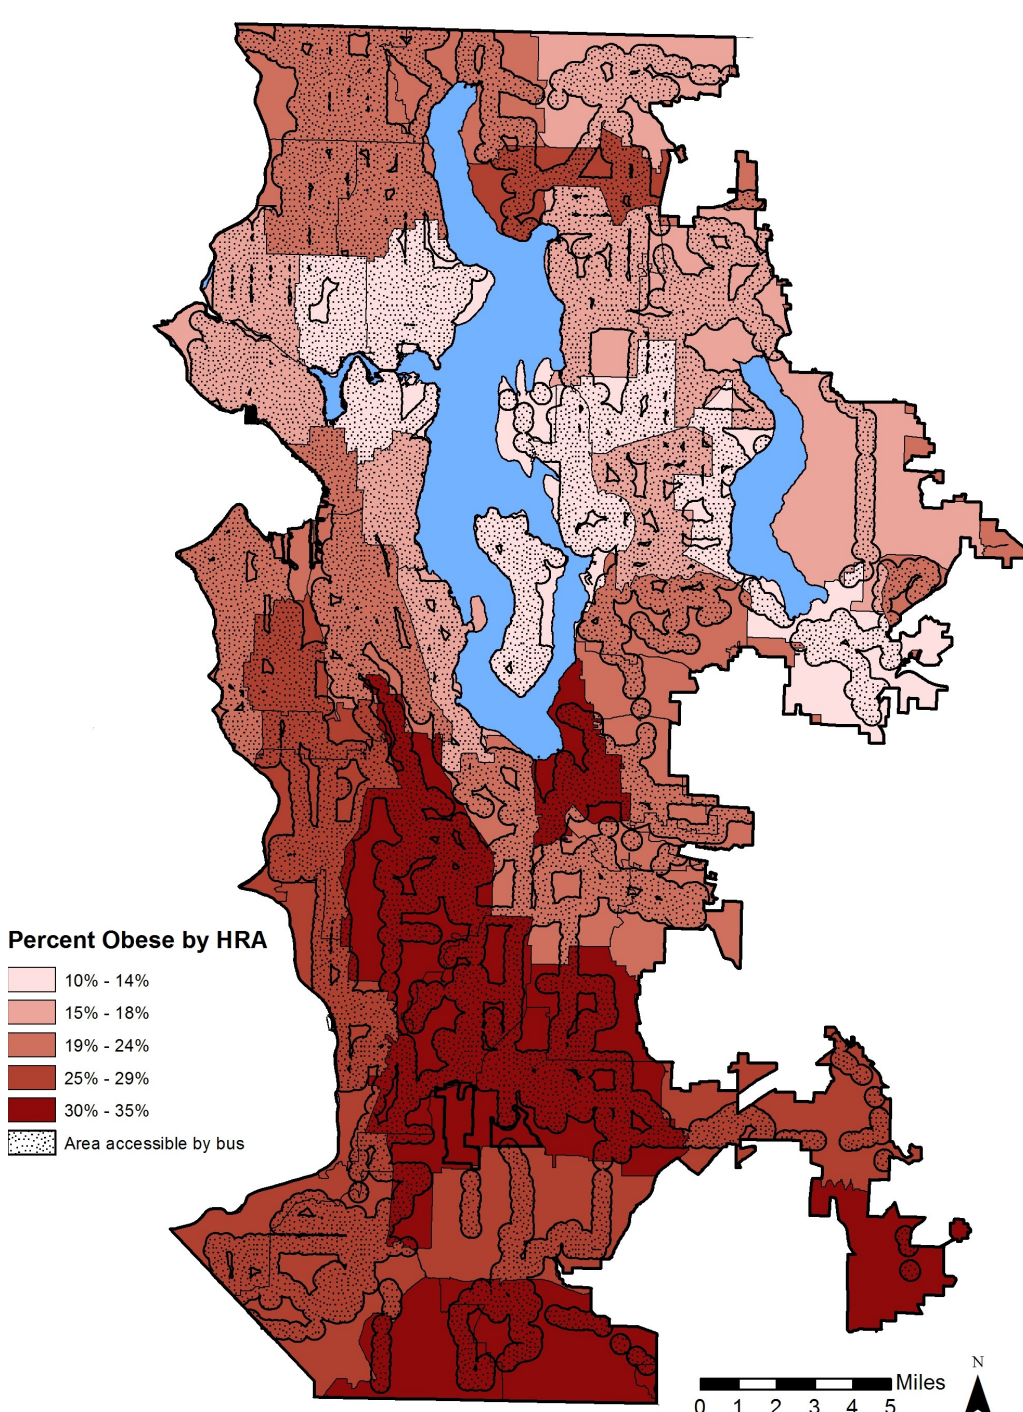 Percent Obese by HRA
10% - 14%
15% - 18%
19% - 24%
25% - 29%
30% - 35%
Area accessible by bus
Miles
0 1 2 3 4 5
N